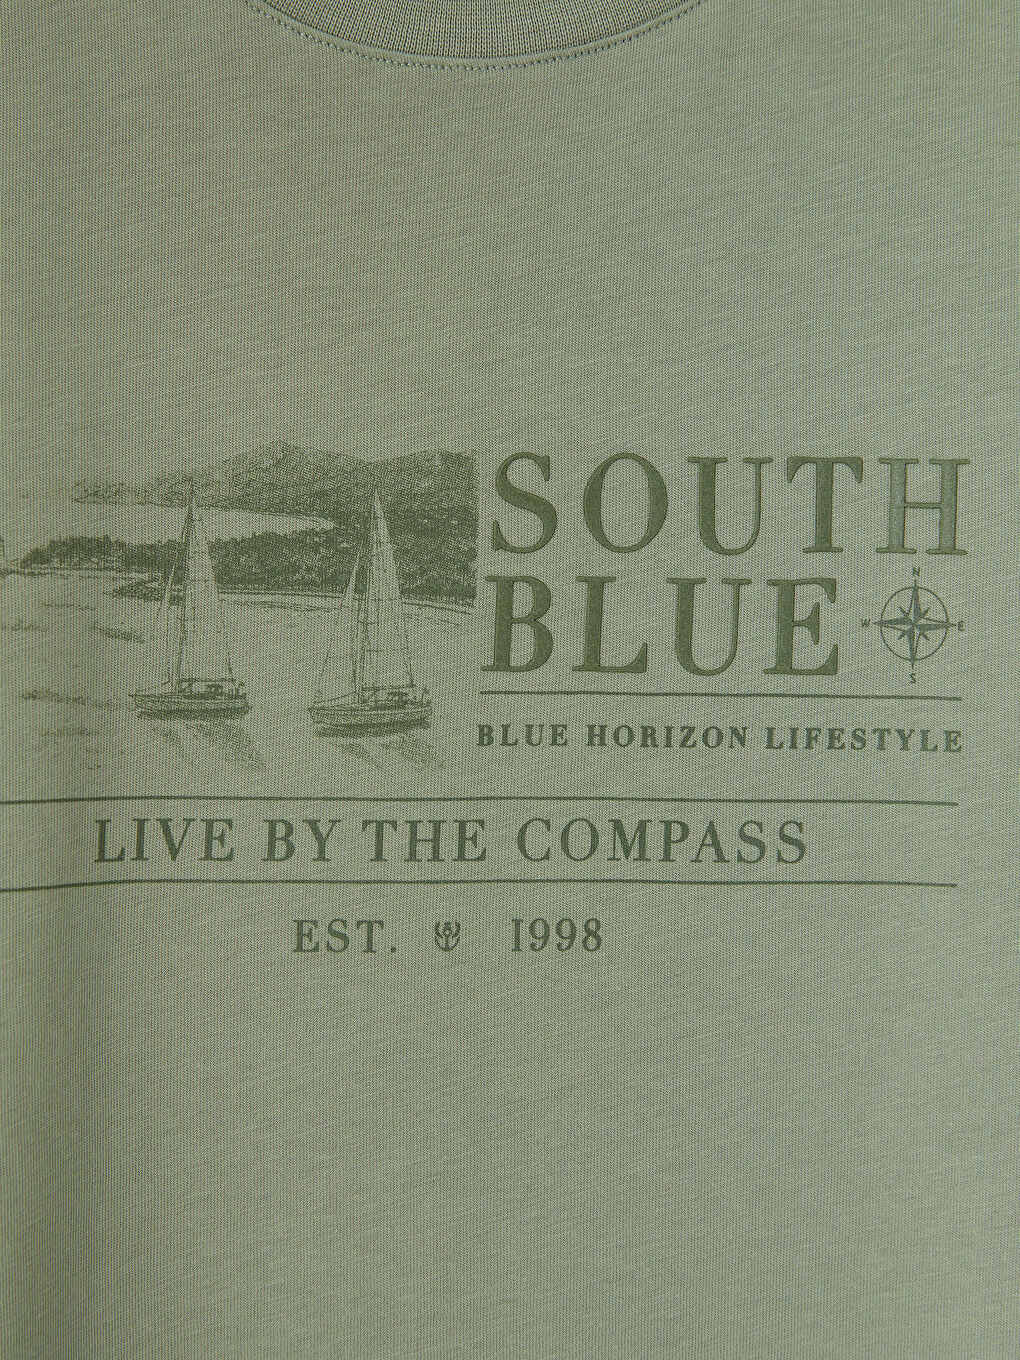 SOUTH
BLUE
N
W E
S
BLUE HORIZON LIFESTYLE
LIVE BY THE COMPASS
EST. 1998